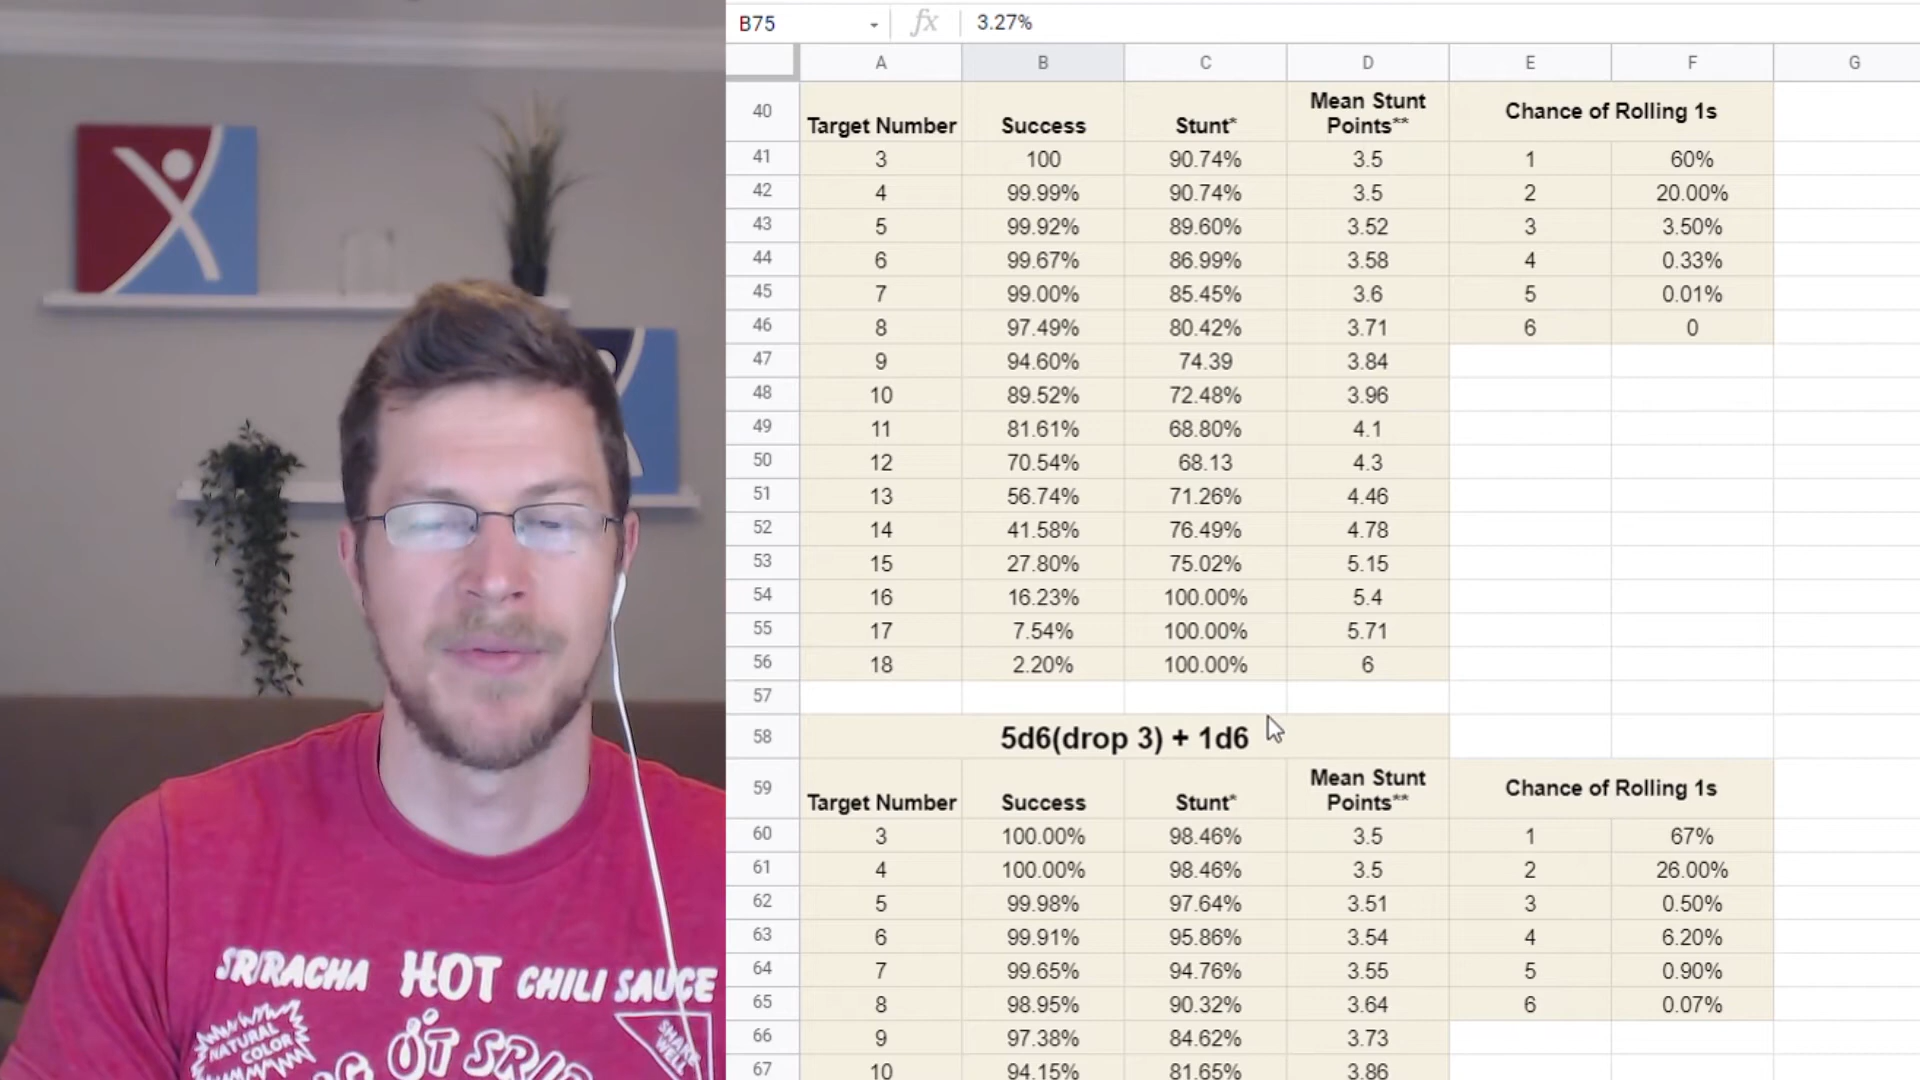 B75 fx 3.27%
A B C D E F G
40 Target Number Success Stunt* Mean Stunt Points** Chance of Rolling 1s
41 3 100 90.74% 3.5 1 60%
42 4 99.99% 90.74% 3.5 2 20.00%
43 5 99.92% 89.60% 3.52 3 3.50%
44 6 99.67% 86.99% 3.58 4 0.33%
45 7 99.00% 85.45% 3.6 5 0.01%
46 8 97.49% 80.42% 3.71 6 0
47 9 94.60% 74.39 3.84
48 10 89.52% 72.48% 3.96
49 11 81.61% 68.80% 4.1
50 12 70.54% 68.13 4.3
51 13 56.74% 71.26% 4.46
52 14 41.58% 76.49% 4.78
53 15 27.80% 75.02% 5.15
54 16 16.23% 100.00% 5.4
55 17 7.54% 100.00% 5.71
56 18 2.20% 100.00% 6
57
58 5d6(drop 3) + 1d6
59 Target Number Success Stunt* Mean Stunt Points** Chance of Rolling 1s
60 3 100.00% 98.46% 3.5 1 67%
61 4 100.00% 98.46% 3.5 2 26.00%
62 5 99.98% 97.64% 3.51 3 0.50%
63 6 99.91% 95.86% 3.54 4 6.20%
64 7 99.65% 94.76% 3.55 5 0.90%
65 8 98.95% 90.32% 3.64 6 0.07%
66 9 97.38% 84.62% 3.73
67 10 94.15% 81.65% 3.86
SRIRACHA HOT CHILI SAUCE
NATURAL
COLOR
SHAKE
WELL